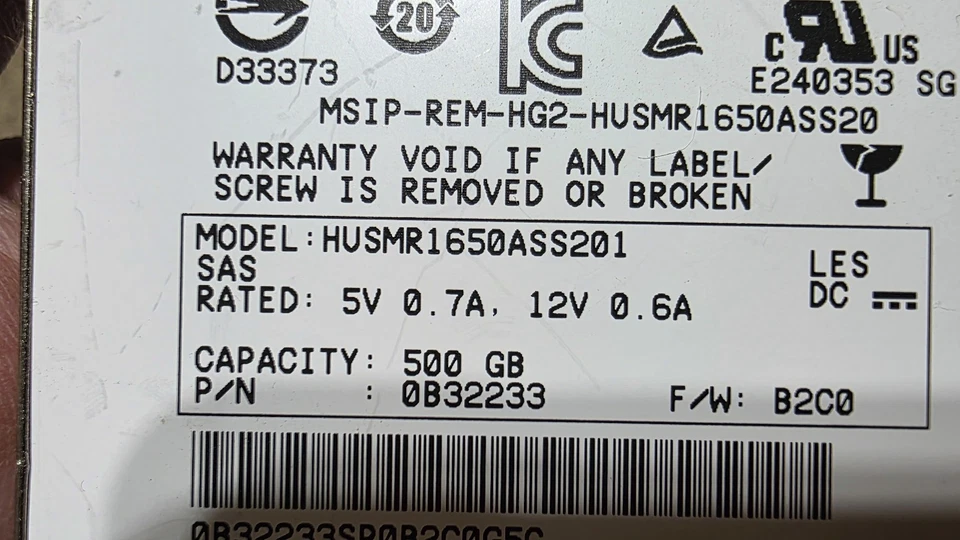 20
D33373
C US
E240353 SG
MSIP-REM-HG2-HUSMR1650ASS20
WARRANTY VOID IF ANY LABEL/
SCREW IS REMOVED OR BROKEN
MODEL:HUSMR1650ASS201
SAS
LES
RATED: 5V 0.7A, 12V 0.6A
DC
CAPACITY: 500 GB
P/N : 0B32233
F/W: B2C0